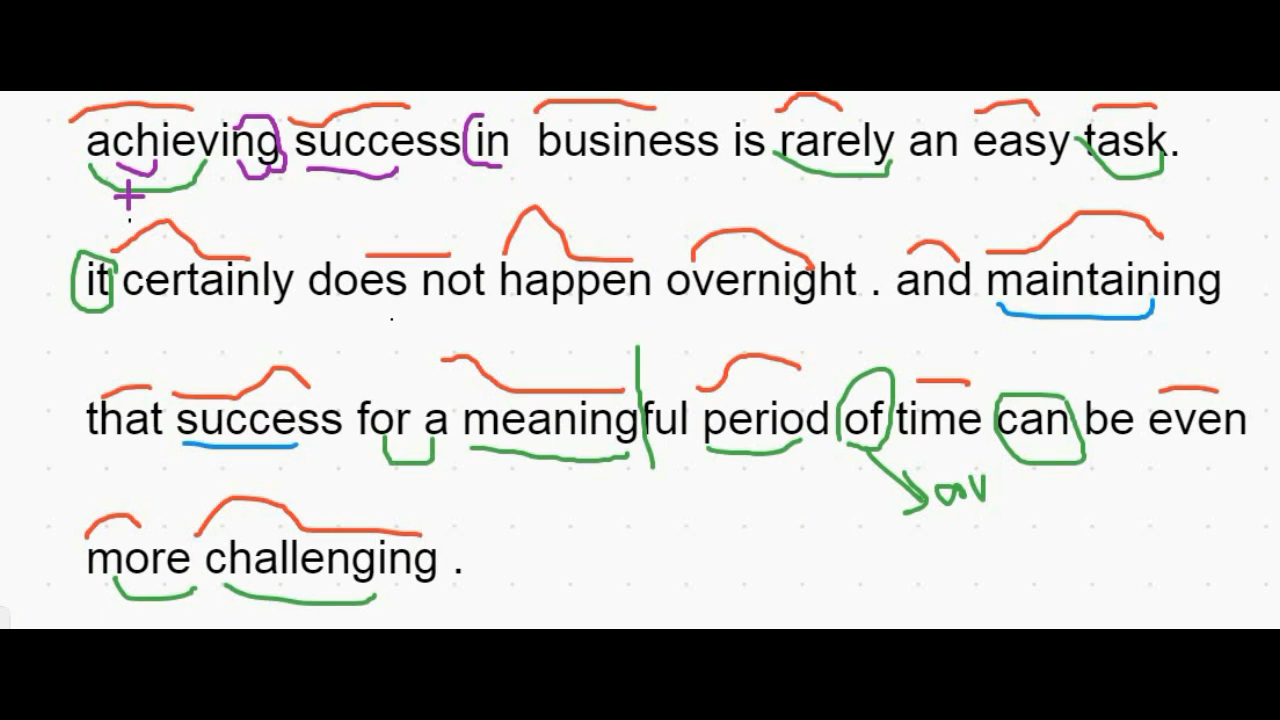 achieving success in business is rarely an easy task.
it certainly does not happen overnight . and maintaining
that success for a meaningful period of time can be even
more challenging .